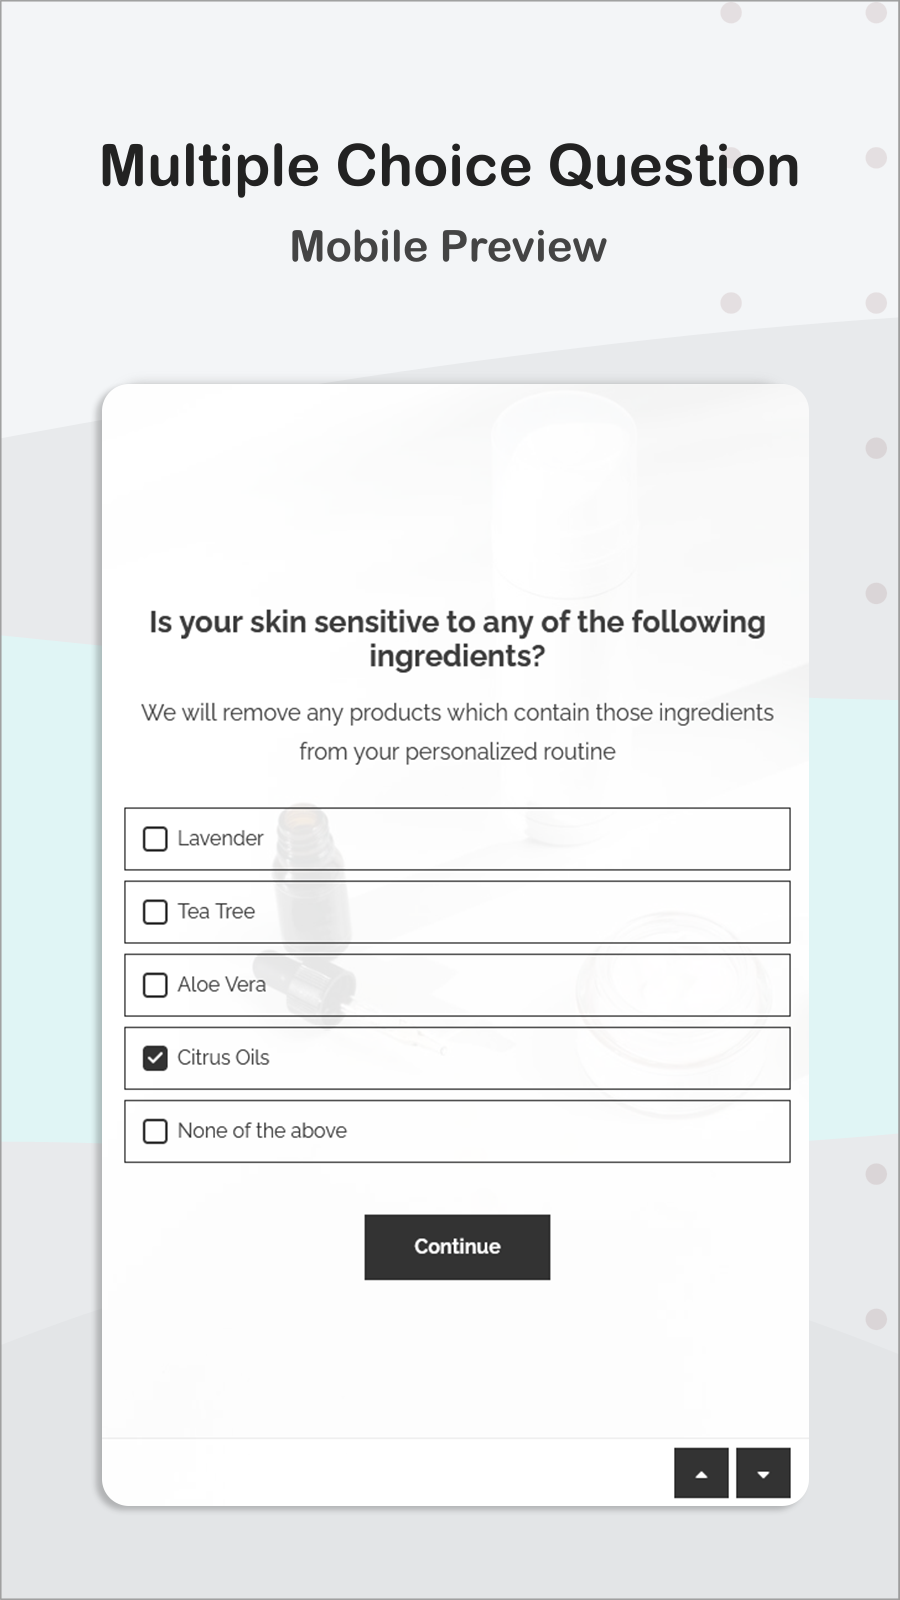 Multiple Choice Question
Mobile Preview
Is your skin sensitive to any of the following
ingredients?
We will remove any products which contain those ingredients
from your personalized routine
Lavender
Tea Tree
Aloe Vera
Citrus Oils
None of the above
Continue